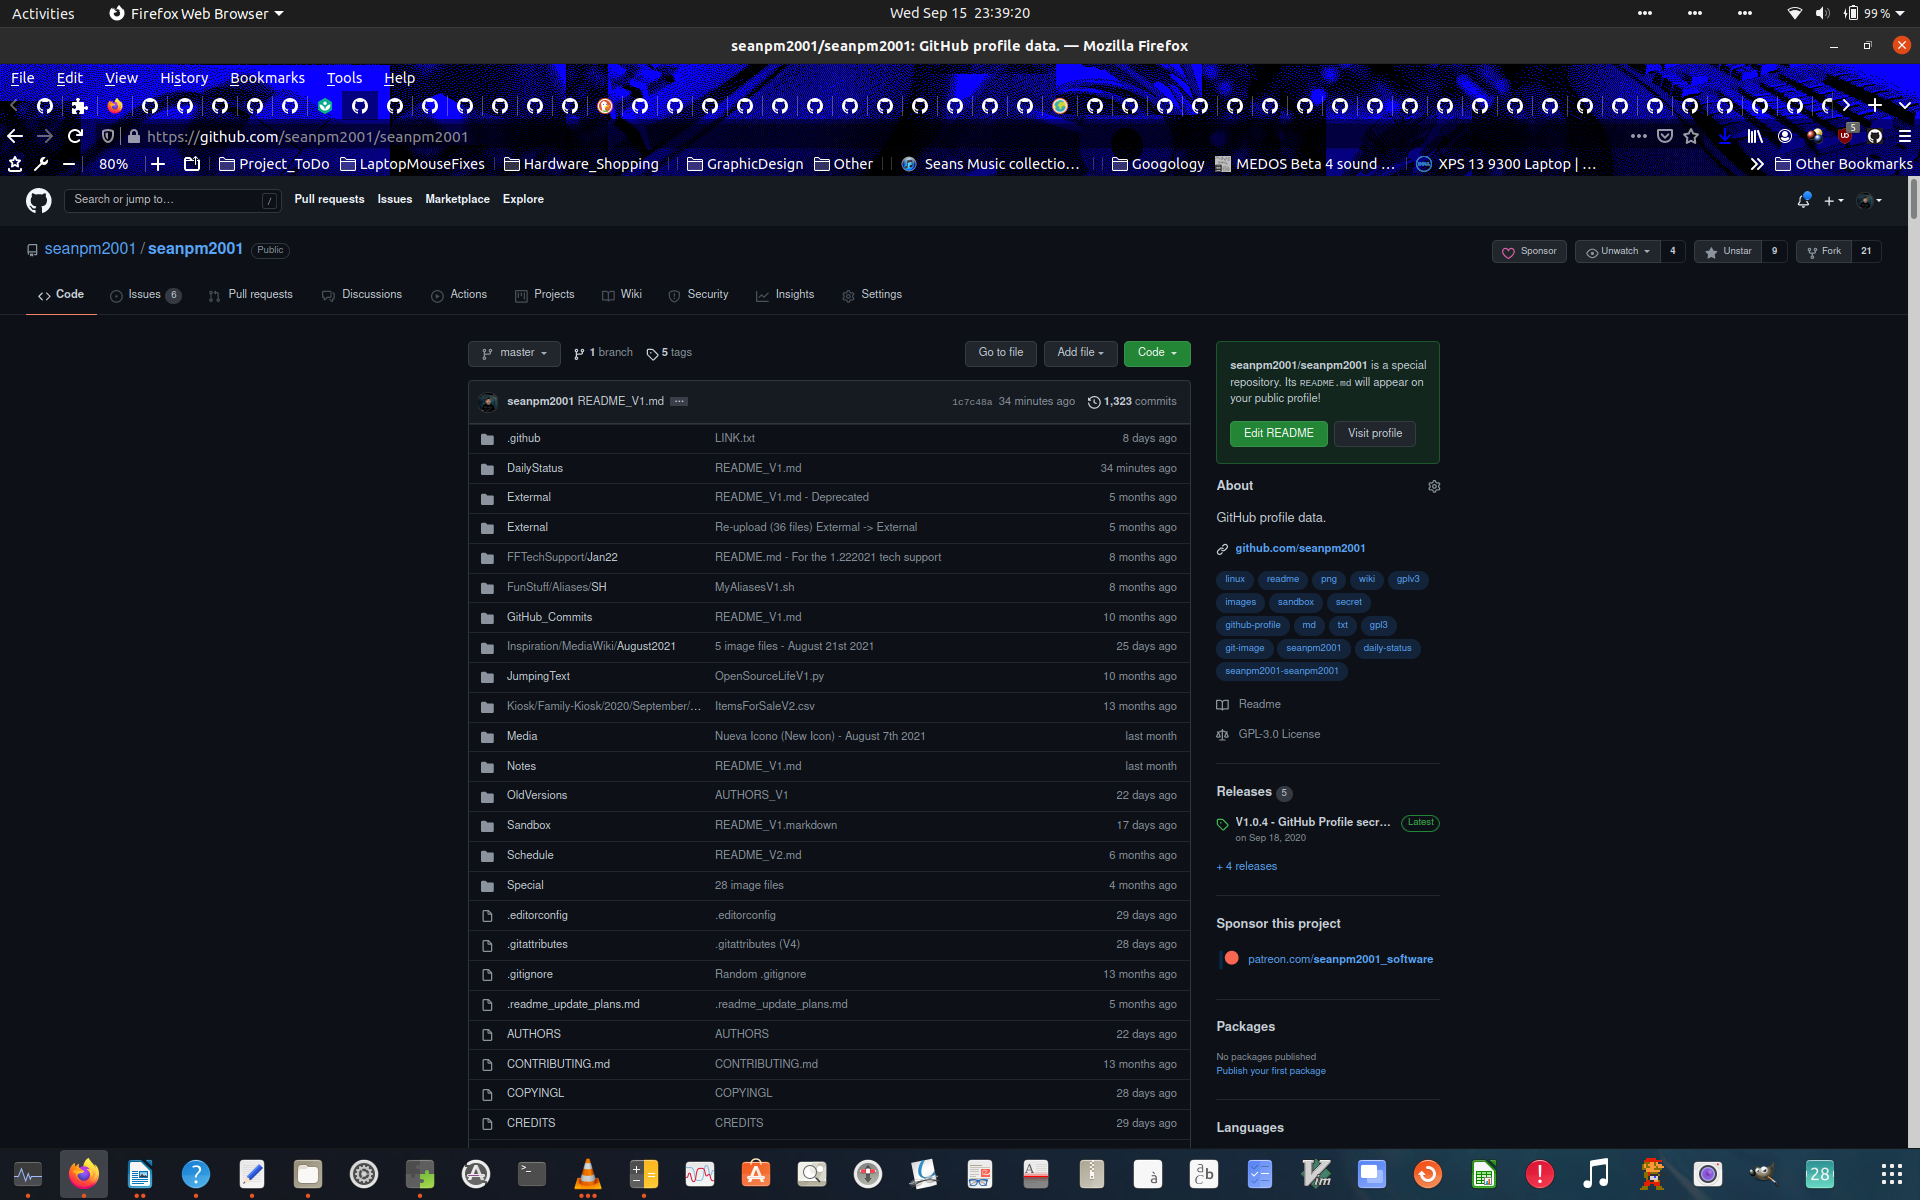 Activities Firefox Web Browser Wed Sep 15 23:39:20 99 %
seanpm2001/seanpm2001: GitHub profile data. — Mozilla Firefox
File Edit View History Bookmarks Tools Help
https://github.com/seanpm2001/seanpm2001 5
80% Project_ToDo LaptopMouseFixes Hardware_Shopping GraphicDesign Other Seans Music collectio… Googology MEDOS Beta 4 sound … XPS 13 9300 Laptop | … Other Bookmarks
Search or jump to… / Pull requests Issues Marketplace Explore
seanpm2001 / seanpm2001 Public Sponsor Unwatch 4 Unstar 9 Fork 21
Code Issues 6 Pull requests Discussions Actions Projects Wiki Security Insights Settings
master 1 branch 5 tags Go to file Add file Code
seanpm2001 README_V1.md ... 1c7c48a 34 minutes ago 1,323 commits
.github LINK.txt 8 days ago
DailyStatus README_V1.md 34 minutes ago
Extermal README_V1.md - Deprecated 5 months ago
External Re-upload (36 files) Extermal -> External 5 months ago
FFTechSupport/Jan22 README.md - For the 1.222021 tech support 8 months ago
FunStuff/Aliases/SH MyAliasesV1.sh 8 months ago
GitHub_Commits README_V1.md 10 months ago
Inspiration/MediaWiki/August2021 5 image files - August 21st 2021 25 days ago
JumpingText OpenSourceLifeV1.py 10 months ago
Kiosk/Family-Kiosk/2020/September/… ItemsForSaleV2.csv 13 months ago
Media Nueva Icono (New Icon) - August 7th 2021 last month
Notes README_V1.md last month
OldVersions AUTHORS_V1 22 days ago
Sandbox README_V1.markdown 17 days ago
Schedule README_V2.md 6 months ago
Special 28 image files 4 months ago
.editorconfig .editorconfig 29 days ago
.gitattributes .gitattributes (V4) 28 days ago
.gitignore Random .gitignore 13 months ago
.readme_update_plans.md .readme_update_plans.md 5 months ago
AUTHORS AUTHORS 22 days ago
CONTRIBUTING.md CONTRIBUTING.md 13 months ago
COPYINGL COPYINGL 28 days ago
CREDITS CREDITS 29 days ago
seanpm2001/seanpm2001 is a special
repository. Its README.md will appear on
your public profile!
Edit README Visit profile
About
GitHub profile data.
github.com/seanpm2001
linux readme png wiki gplv3
images sandbox secret
github-profile md txt gpl3
git-image seanpm2001 daily-status
seanpm2001-seanpm2001
Readme
GPL-3.0 License
Releases 5
V1.0.4 - GitHub Profile secr... Latest
on Sep 18, 2020
+ 4 releases
Sponsor this project
patreon.com/seanpm2001_software
Packages
No packages published
Publish your first package
Languages
28